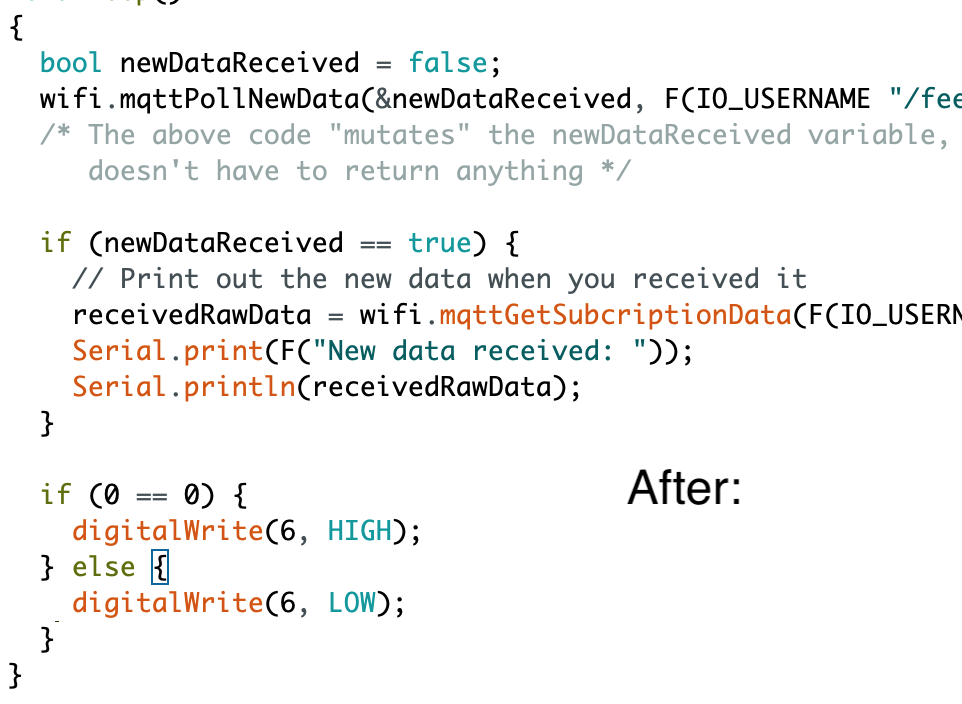 {
bool newDataReceived = false;
wifi.mqttPollNewData(&newDataReceived, F(IO_USERNAME "/fee
/* The above code "mutates" the newDataReceived variable,
doesn't have to return anything */
if (newDataReceived == true) {
// Print out the new data when you received it
receivedRawData = wifi.mqttGetSubcriptionData(F(IO_USERN
Serial.print(F("New data received: "));
Serial.println(receivedRawData);
}
if (0 == 0) {
After:
digitalWrite(6, HIGH);
} else {
digitalWrite(6, LOW);
}
}